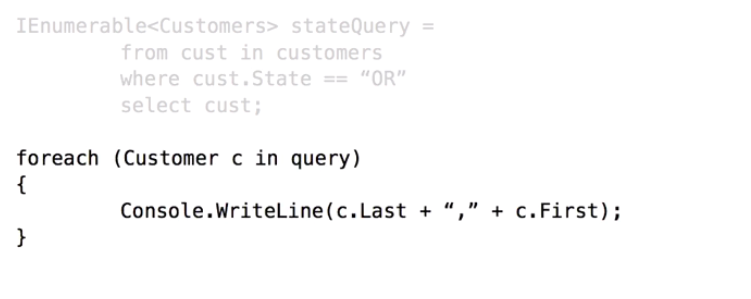 IEnumerable<Customers> stateQuery =
from cust in customers
where cust.State == “OR”
select cust;
foreach (Customer c in query)
{
Console.WriteLine(c.Last + “,” + c.First);
}